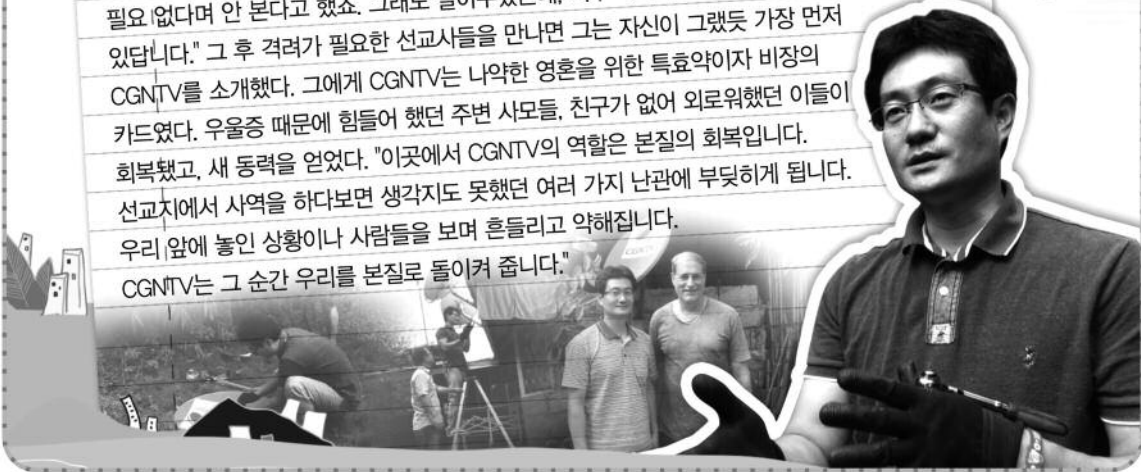 필요 없다며 안 본다고 했죠. 그래도
있답니다." 그 후 격려가 필요한 선교사들을 만나면 그는 자신이 그랬듯 가장 먼저
CGNTV를 소개했다. 그에게 CGNTV는 나약한 영혼을 위한 특효약이자 비장의
카드였다. 우울증 때문에 힘들어 했던 주변 사모들, 친구가 없어 외로워했던 이들이
회복됐고, 새 동력을 얻었다. "이곳에서 CGNTV의 역할은 본질의 회복입니다.
선교지에서 사역을 하다보면 생각지도 못했던 여러 가지 난관에 부딪히게 됩니다.
우리 앞에 놓인 상황이나 사람들을 보며 흔들리고 약해집니다.
CGNTV는 그 순간 우리를 본질로 돌이켜 줍니다."